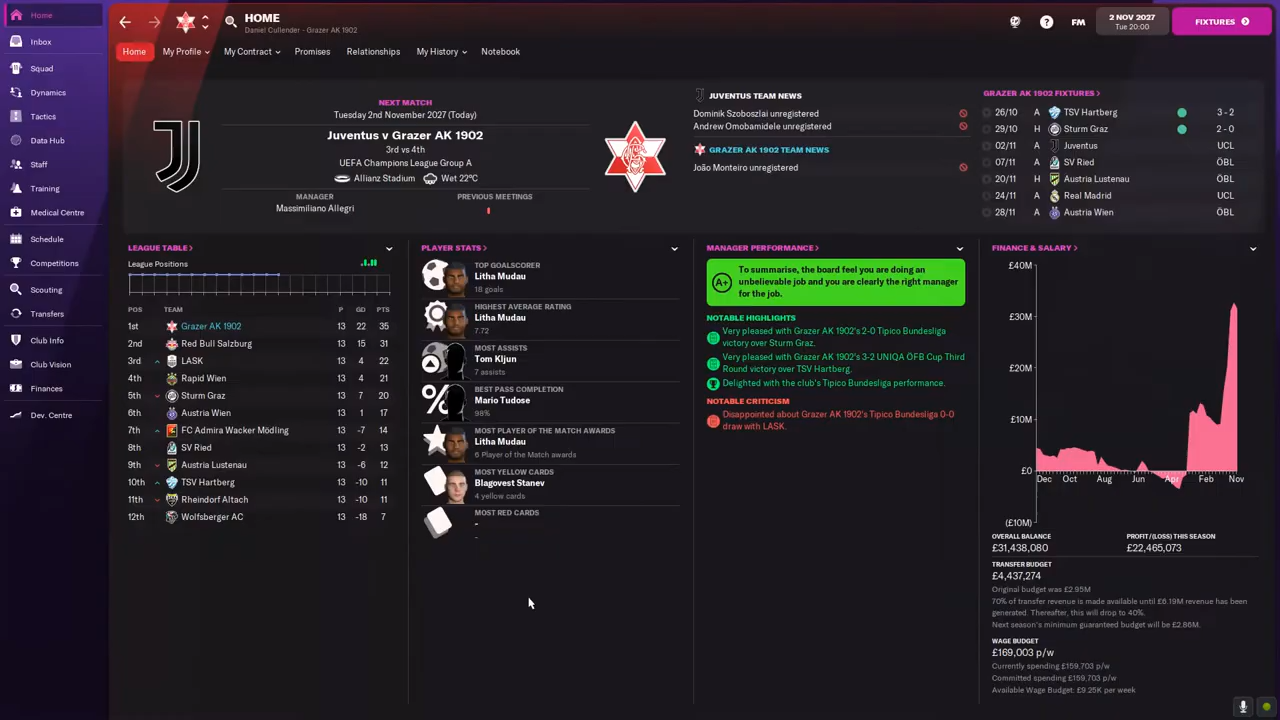 Home
Inbox
Squad
Dynamics
Tactics
Data Hub
Staff
Training
Medical Centre
Schedule
Competitions
Scouting
Transfers
Club Info
Club Vision
Finances
Dev. Centre
HOME
Daniel Cullender - Grazer AK 1902
FM
2 NOV 2027
Tue 20:00
FIXTURES
Home
My Profile
My Contract
Promises
Relationships
My History
Notebook
NEXT MATCH
Tuesday 2nd November 2027 (Today)
Juventus v Grazer AK 1902
3rd vs 4th
UEFA Champions League Group A
Allianz Stadium Wet 22°C
MANAGER
Massimiliano Allegri
PREVIOUS MEETINGS
JUVENTUS TEAM NEWS
Dominik Szoboszlai unregistered
Andrew Omobamidele unregistered
GRAZER AK 1902 TEAM NEWS
João Monteiro unregistered
GRAZER AK 1902 FIXTURES >
26/10 A TSV Hartberg 3 - 2
29/10 H Sturm Graz 2 - 0
02/11 A Juventus UCL
07/11 A SV Ried ÖBL
20/11 H Austria Lustenau ÖBL
24/11 A Real Madrid UCL
28/11 A Austria Wien ÖBL
LEAGUE TABLE >
League Positions
POS TEAM P GD PTS
1st Grazer AK 1902 13 22 35
2nd Red Bull Salzburg 13 15 31
3rd LASK 13 4 22
4th Rapid Wien 13 4 21
5th Sturm Graz 13 7 20
6th Austria Wien 13 1 17
7th FC Admira Wacker Mödling 13 -7 14
8th SV Ried 13 -2 13
9th Austria Lustenau 13 -6 12
10th TSV Hartberg 13 -10 11
11th Rheindorf Altach 13 -10 11
12th Wolfsberger AC 13 -18 7
PLAYER STATS >
TOP GOALSCORER
Litha Mudau
18 goals
HIGHEST AVERAGE RATING
Litha Mudau
7.72
MOST ASSISTS
Tom Kljun
7 assists
BEST PASS COMPLETION
Mario Tudose
98%
MOST PLAYER OF THE MATCH AWARDS
Litha Mudau
6 Player of the Match awards
MOST YELLOW CARDS
Blagovest Stanev
4 yellow cards
MOST RED CARDS
-
-
MANAGER PERFORMANCE >
A+
To summarise, the board feel you are doing an
unbelievable job and you are clearly the right manager
for the job.
NOTABLE HIGHLIGHTS
Very pleased with Grazer AK 1902's 2-0 Tipico Bundesliga
victory over Sturm Graz.
Very pleased with Grazer AK 1902's 3-2 UNIQA ÖFB Cup Third
Round victory over TSV Hartberg.
Delighted with the club's Tipico Bundesliga performance.
NOTABLE CRITICISM
Disappointed about Grazer AK 1902's Tipico Bundesliga 0-0
draw with LASK.
FINANCE & SALARY >
£40M
£30M
£20M
£10M
£0
(£10M)
Dec Oct Aug Jun Apr Feb Nov
OVERALL BALANCE
£31,438,080
PROFIT/(LOSS) THIS SEASON
£22,465,073
TRANSFER BUDGET
£4,437,274
Original budget was £2.95M
70% of transfer revenue is made available until £6.19M revenue has been
generated. Thereafter, this will drop to 40%.
Next season's minimum guaranteed budget will be £2.86M.
WAGE BUDGET
£169,003 p/w
Currently spending £159,703 p/w
Committed spending £159,703 p/w
Available Wage Budget: £9.25K per week